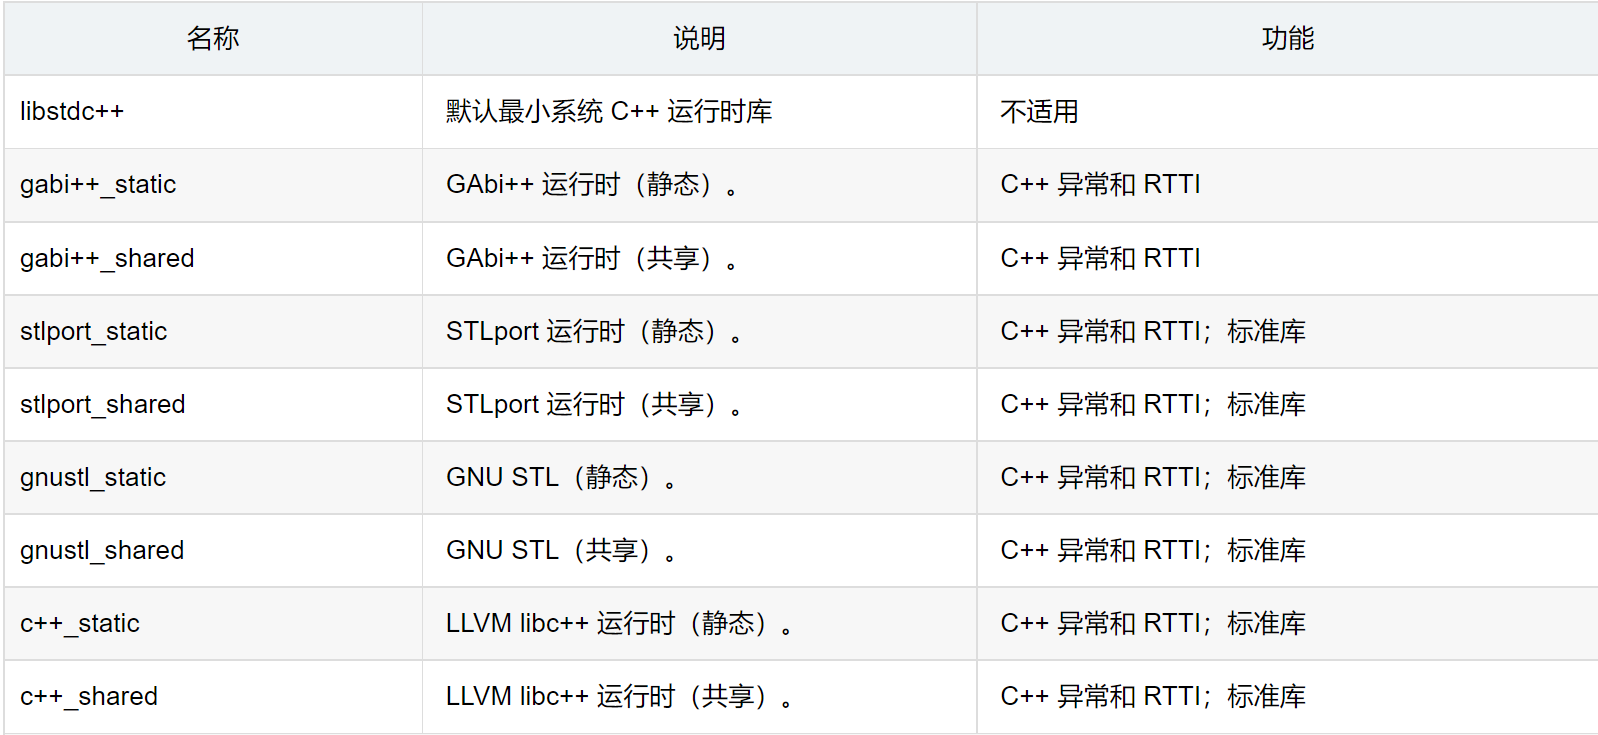 名称 说明 功能
libstdc++ 默认最小系统 C++ 运行时库 不适用
gabi++_static GAbi++ 运行时（静态）。 C++ 异常和 RTTI
gabi++_shared GAbi++ 运行时（共享）。 C++ 异常和 RTTI
stlport_static STLport 运行时（静态）。 C++ 异常和 RTTI；标准库
stlport_shared STLport 运行时（共享）。 C++ 异常和 RTTI；标准库
gnustl_static GNU STL（静态）。 C++ 异常和 RTTI；标准库
gnustl_shared GNU STL（共享）。 C++ 异常和 RTTI；标准库
c++_static LLVM libc++ 运行时（静态）。 C++ 异常和 RTTI；标准库
c++_shared LLVM libc++ 运行时（共享）。 C++ 异常和 RTTI；标准库